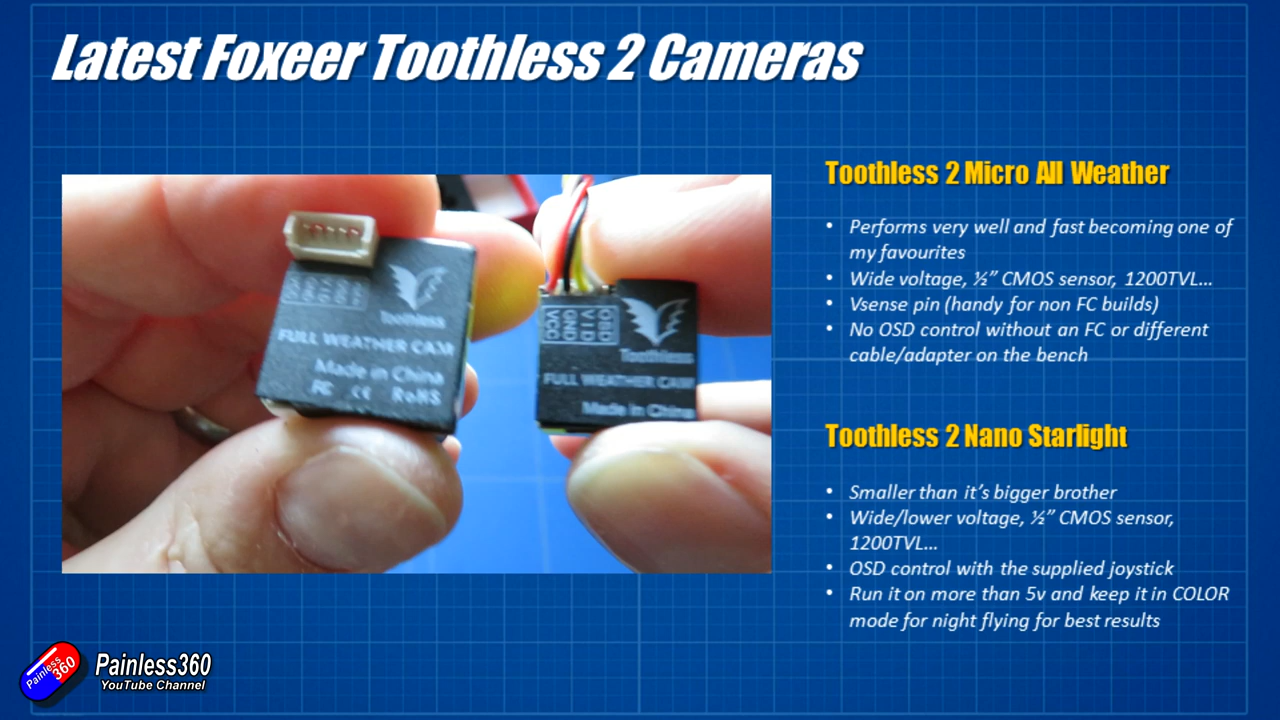 Latest Foxeer Toothless 2 Cameras
Toothless 2 Micro All Weather
• Performs very well and fast becoming one of
my favourites
• Wide voltage, ½” CMOS sensor, 1200TVL…
• Vsense pin (handy for non FC builds)
• No OSD control without an FC or different
cable/adapter on the bench
Toothless 2 Nano Starlight
• Smaller than it’s bigger brother
• Wide/lower voltage, ½” CMOS sensor,
1200TVL…
• OSD control with the supplied joystick
• Run it on more than 5v and keep it in COLOR
mode for night flying for best results
Toothless
FULL WEATHER CAM
Made in China
FC CE RoHS
VCC
GND
VID
OSD
Toothless
FULL WEATHER CAM
Made in China
Painless
360
Painless360
YouTube Channel